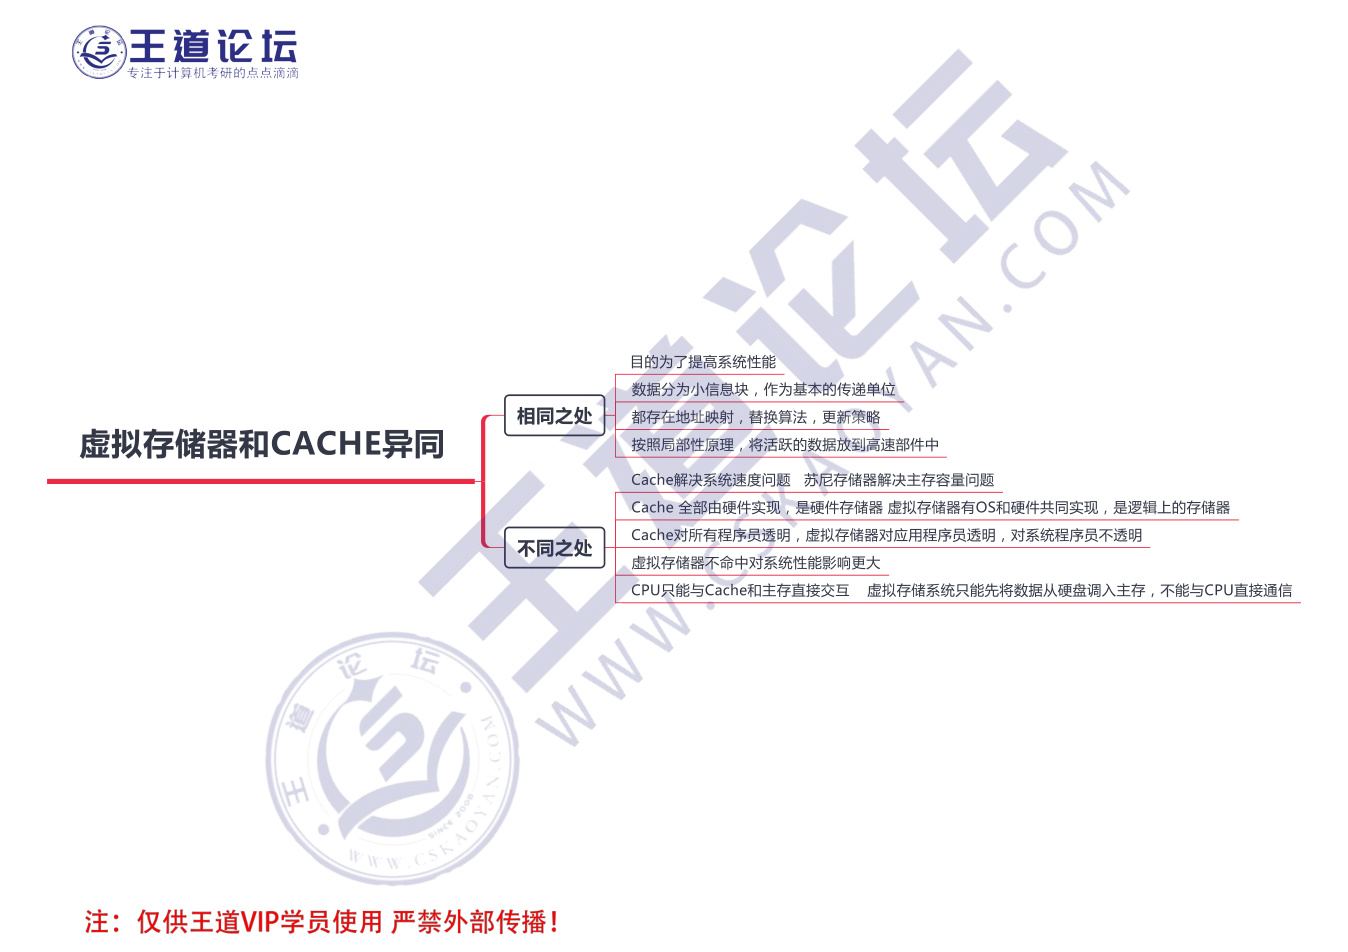 王道论坛
专注于计算机考研的点点滴滴
虚拟存储器和CACHE异同
相同之处
目的为了提高系统性能
数据分为小信息块，作为基本的传递单位
都存在地址映射，替换算法，更新策略
按照局部性原理，将活跃的数据放到高速部件中
不同之处
Cache解决系统速度问题 苏尼存储器解决主存容量问题
Cache 全部由硬件实现，是硬件存储器 虚拟存储器有OS和硬件共同实现，是逻辑上的存储器
Cache对所有程序员透明，虚拟存储器对应用程序员透明，对系统程序员不透明
虚拟存储器不命中对系统性能影响更大
CPU只能与Cache和主存直接交互 虚拟存储系统只能先将数据从硬盘调入主存，不能与CPU直接通信
王道论坛
WWW.CSKAOYAN.COM
王道论坛
SINCE 2008
WWW.CSKAOYAN.COM
注：仅供王道VIP学员使用 严禁外部传播！